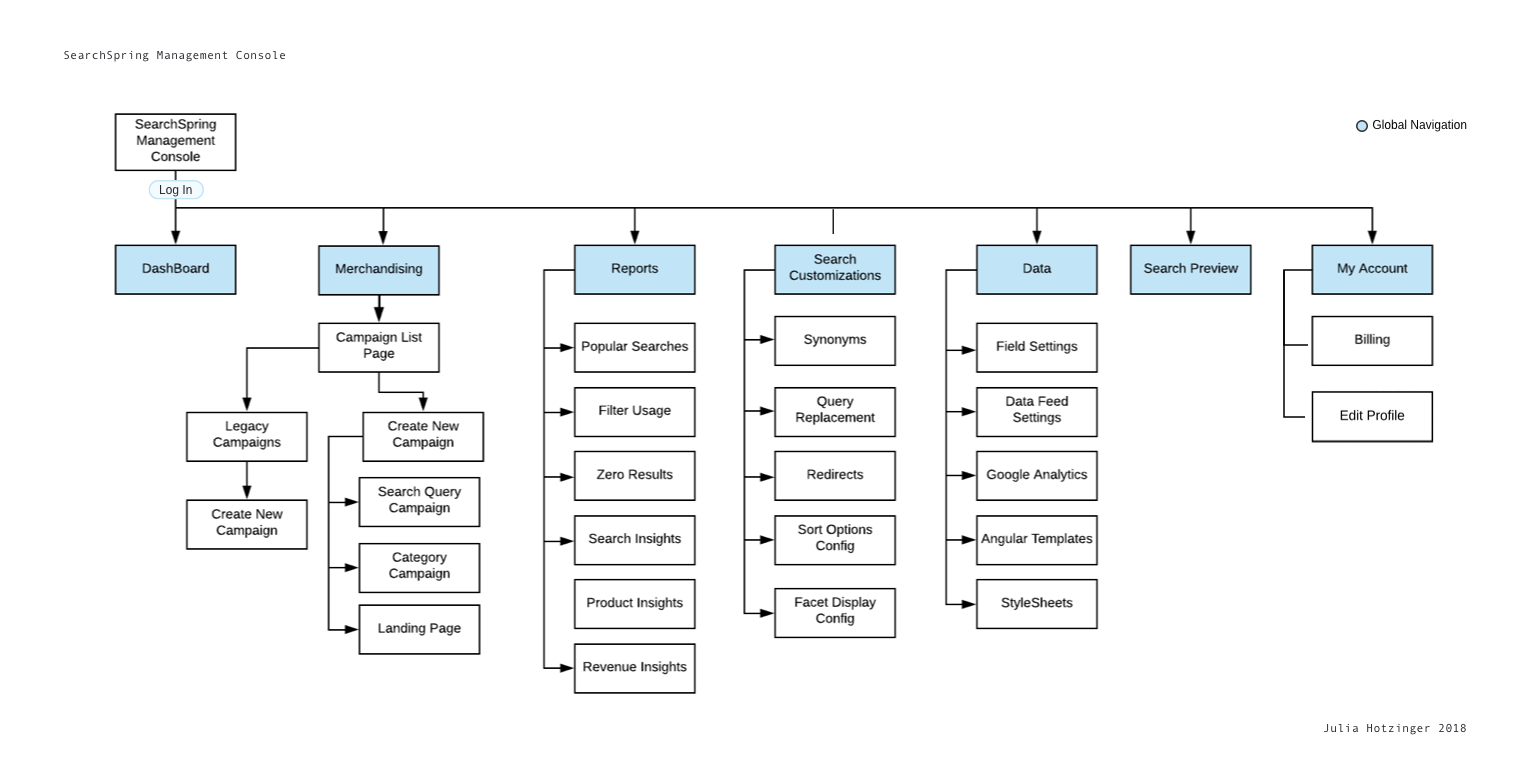 SearchSpring Management Console
SearchSpring
Management
Console
Global Navigation
Log In
DashBoard
Merchandising
Reports
Search
Customizations
Data
Search Preview
My Account
Campaign List
Page
Legacy
Campaigns
Create New
Campaign
Create New
Campaign
Search Query
Campaign
Category
Campaign
Landing Page
Popular Searches
Filter Usage
Zero Results
Search Insights
Product Insights
Revenue Insights
Synonyms
Query
Replacement
Redirects
Sort Options
Config
Facet Display
Config
Field Settings
Data Feed
Settings
Google Analytics
Angular Templates
StyleSheets
Billing
Edit Profile
Julia Hotzinger 2018